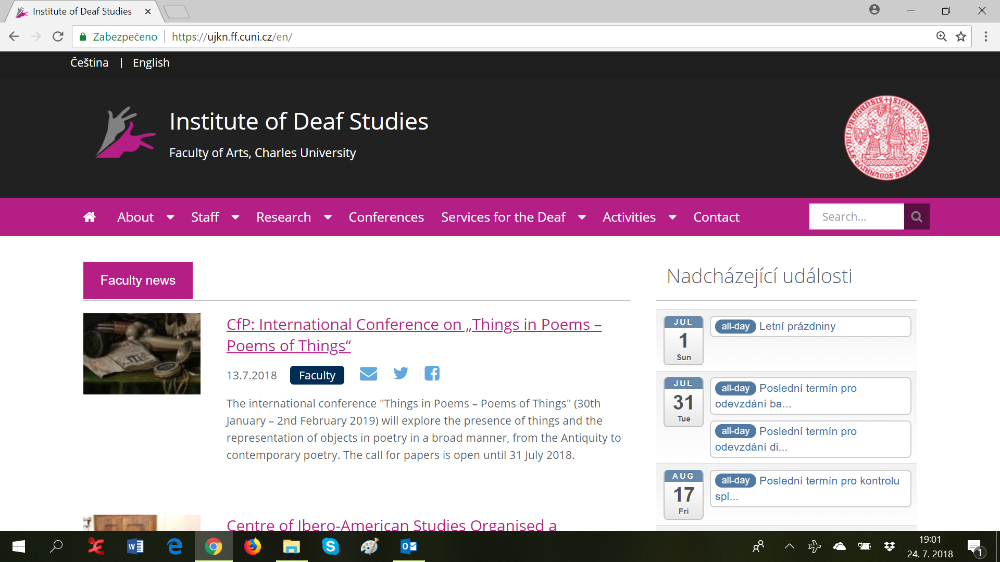 Institute of Deaf Studies
Zabezpečeno
https://ujkn.ff.cuni.cz/en/
Čeština | English
Institute of Deaf Studies
Faculty of Arts, Charles University
About Staff Research Conferences Services for the Deaf Activities Contact
Search...
Faculty news
CfP: International Conference on „Things in Poems –
Poems of Things“
13.7.2018 Faculty
The international conference "Things in Poems – Poems of Things" (30th
January – 2nd February 2019) will explore the presence of things and the
representation of objects in poetry in a broad manner, from the Antiquity to
contemporary poetry. The call for papers is open until 31 July 2018.
Centre of Ibero-American Studies Organised a
Nadcházející události
JUL
1
Sun
all-day Letní prázdniny
JUL
31
Tue
all-day Poslední termín pro
odevzdání ba...
all-day Poslední termín pro
odevzdání di...
AUG
17
Fri
all-day Poslední termín pro kontrolu
spl...
19:01
24. 7. 2018
1